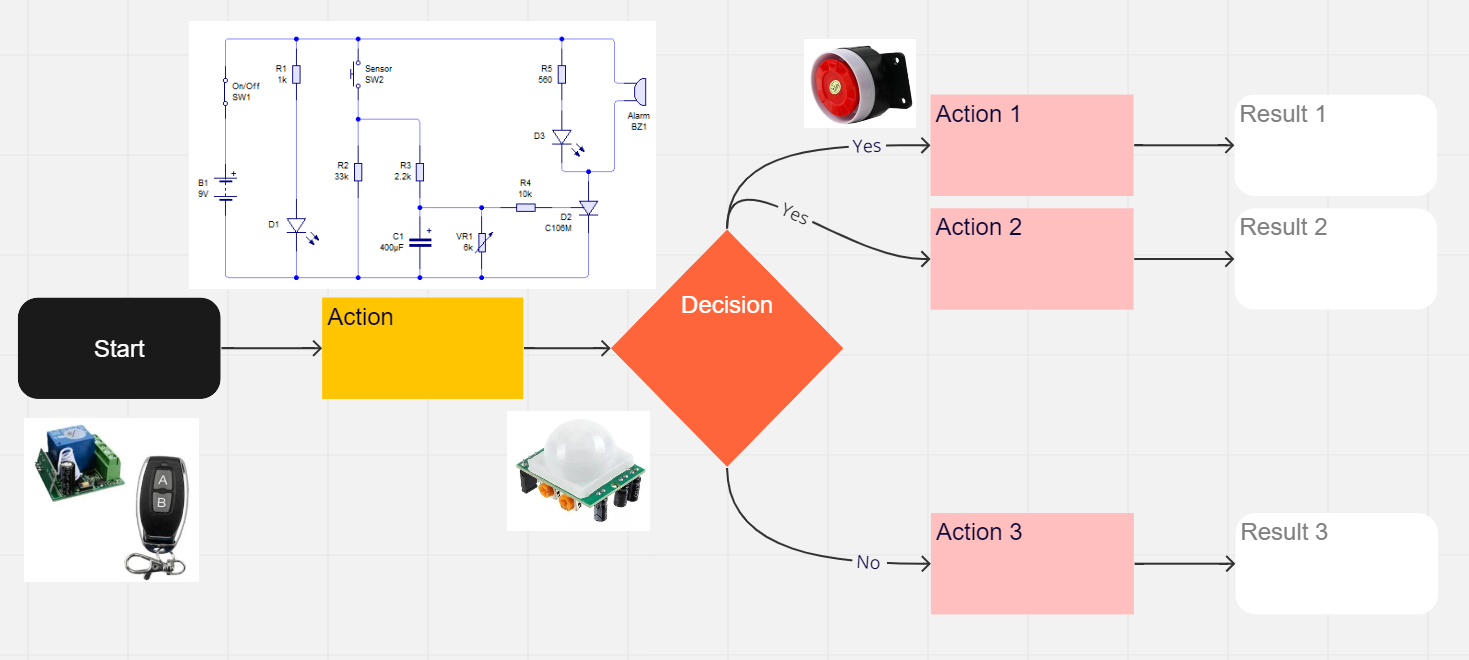 R1
1k
Sensor
SW2
R5
560
On/Off
SW1
Alarm
BZ1
D3
B1
9V
R2
33k
R3
2.2k
R4
10k
D1
C1
400µF
VR1
6k
D2
C106M
Start
Action
Decision
Yes
Action 1
Result 1
Yes
Action 2
Result 2
No
Action 3
Result 3
A
B